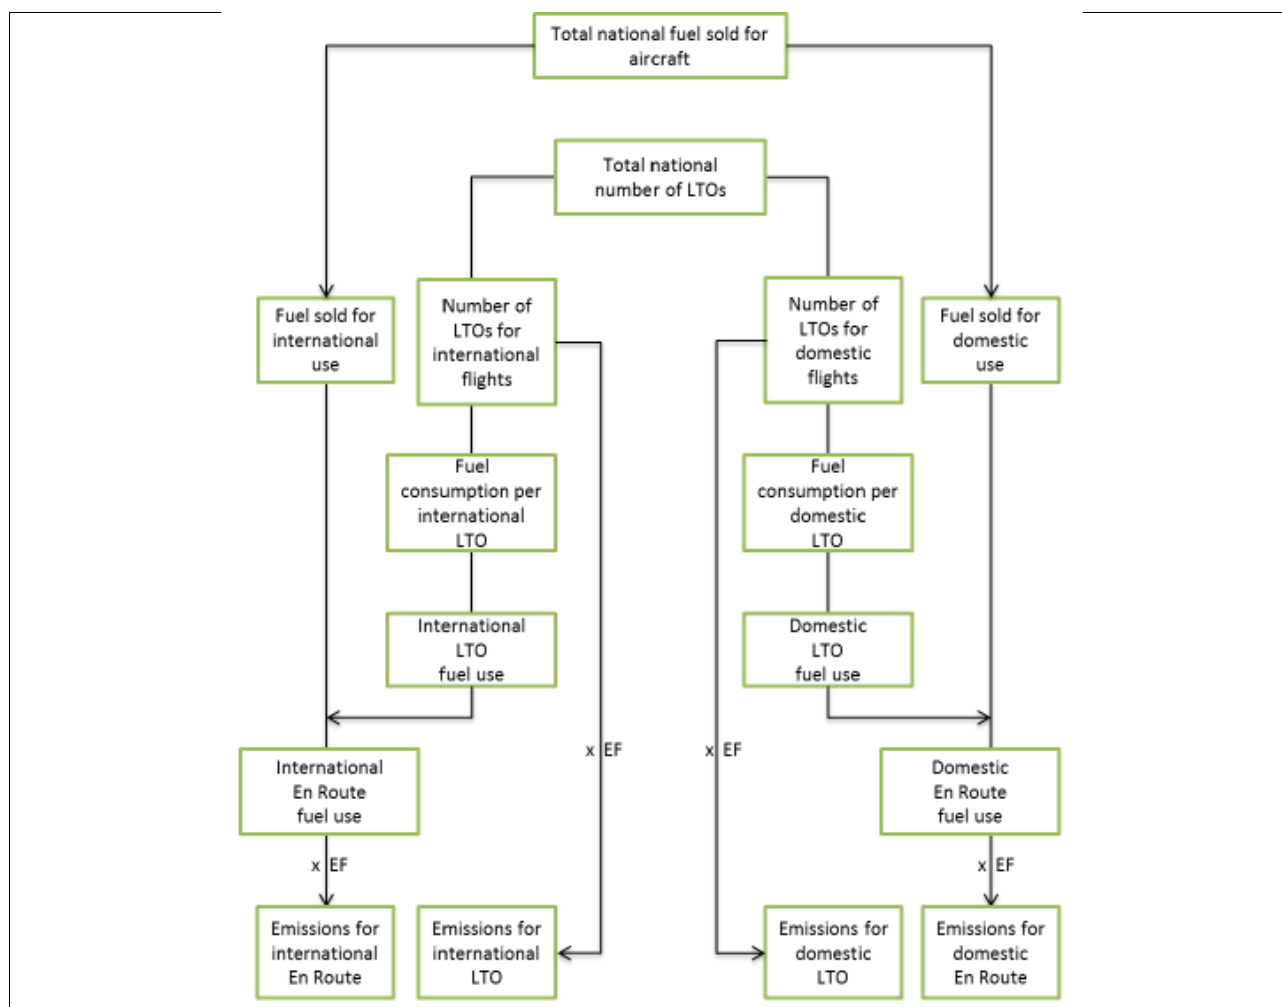 Total national fuel sold for
aircraft
Total national
number of LTOs
Fuel sold for
international
use
Number of
LTOs for
international
flights
Number of
LTOs for
domestic
flights
Fuel sold for
domestic
use
Fuel
consumption per
international
LTO
Fuel
consumption per
domestic
LTO
International
LTO
fuel use
Domestic
LTO
fuel use
International
En Route
fuel use
x EF
x EF
Domestic
En Route
fuel use
x EF
x EF
Emissions for
international
En Route
Emissions for
international
LTO
Emissions for
domestic
LTO
Emissions for
domestic
En Route